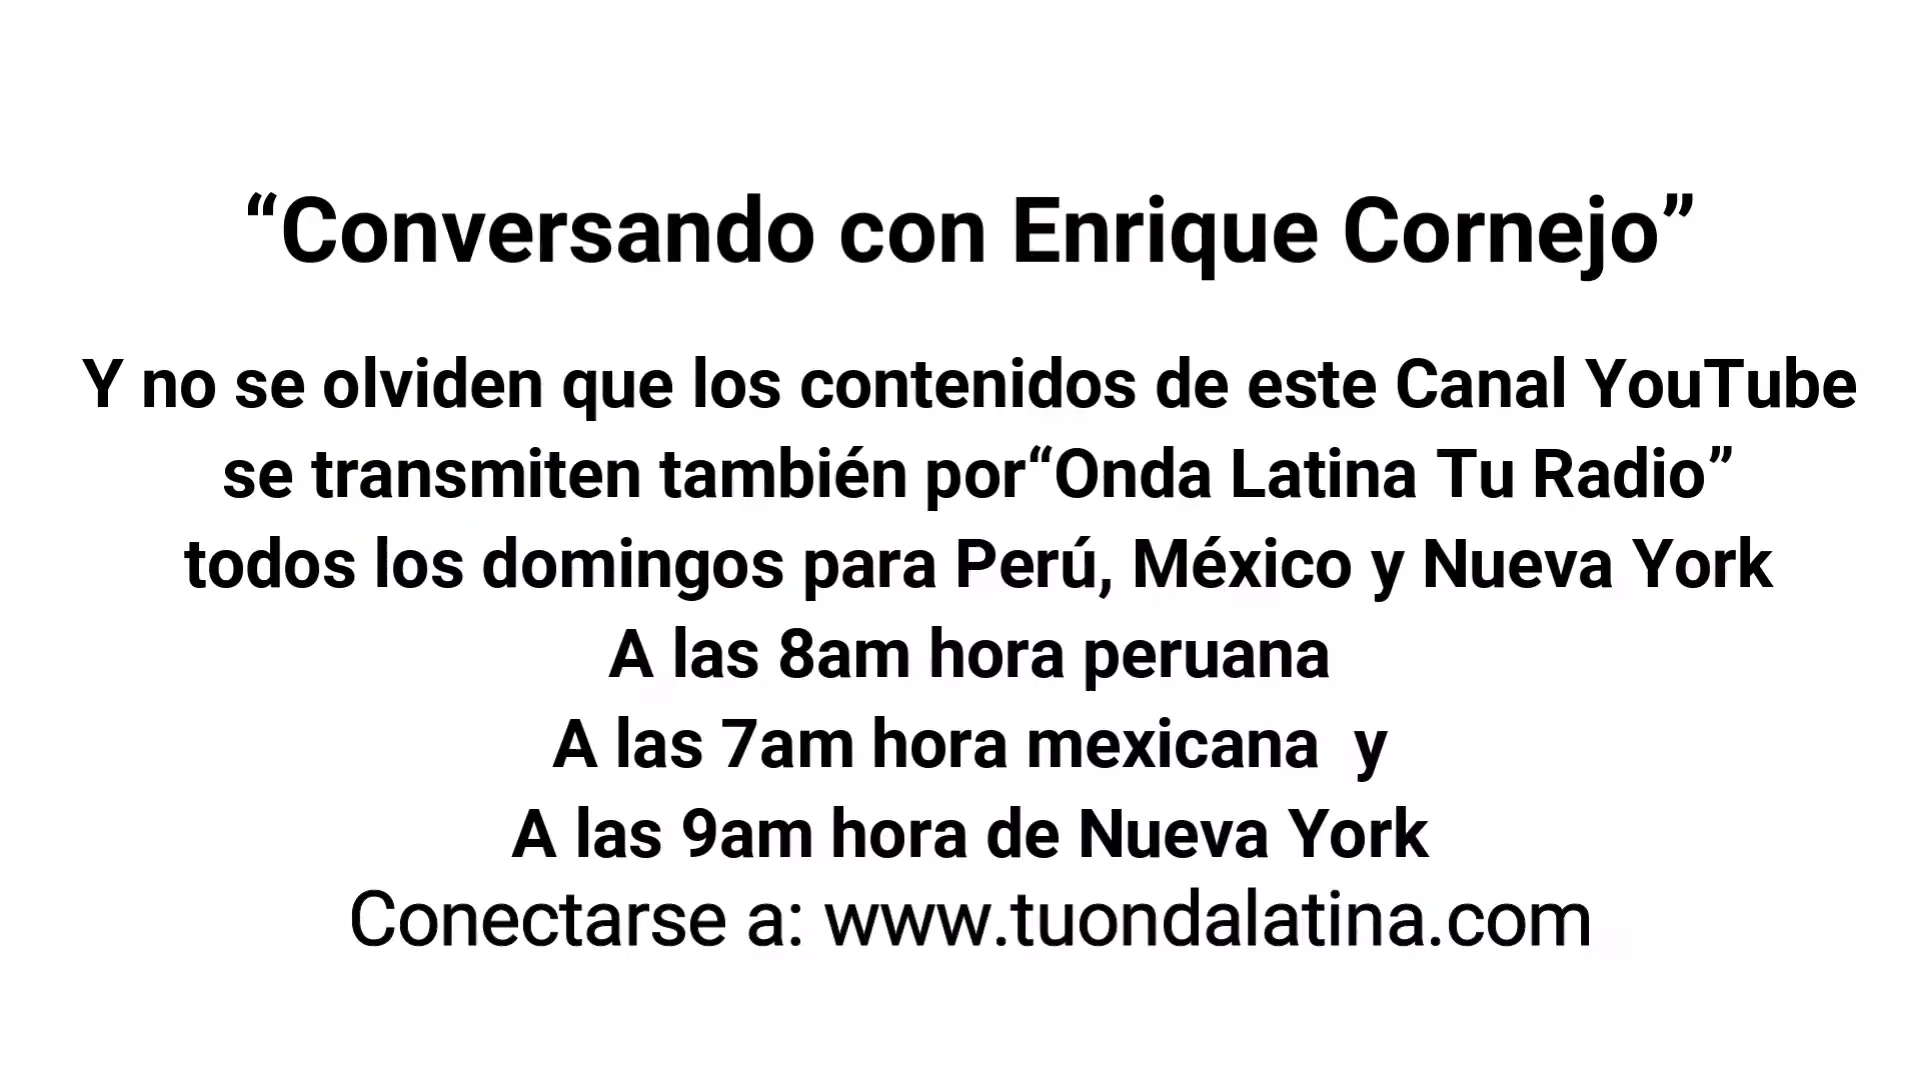 “Conversando con Enrique Cornejo”
Y no se olviden que los contenidos de este Canal YouTube
se transmiten también por“Onda Latina Tu Radio”
todos los domingos para Perú, México y Nueva York
A las 8am hora peruana
A las 7am hora mexicana  y
A las 9am hora de Nueva York
Conectarse a: www.tuondalatina.com